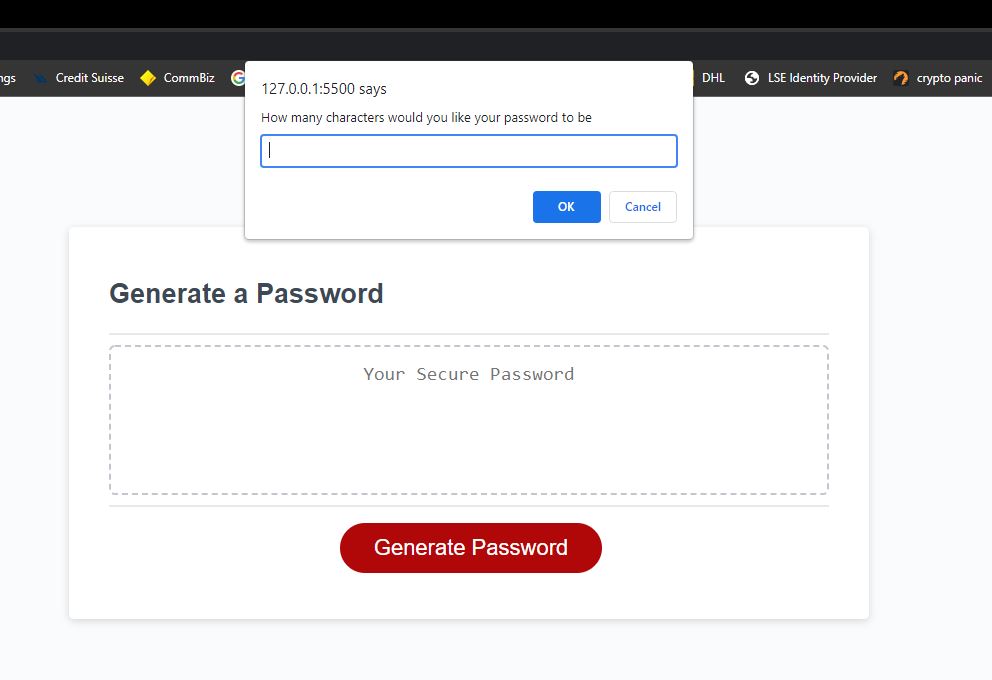 ngs Credit Suisse CommBiz DHL LSE Identity Provider crypto panic
127.0.0.1:5500 says
How many characters would you like your password to be
OK Cancel
Generate a Password
Your Secure Password
Generate Password